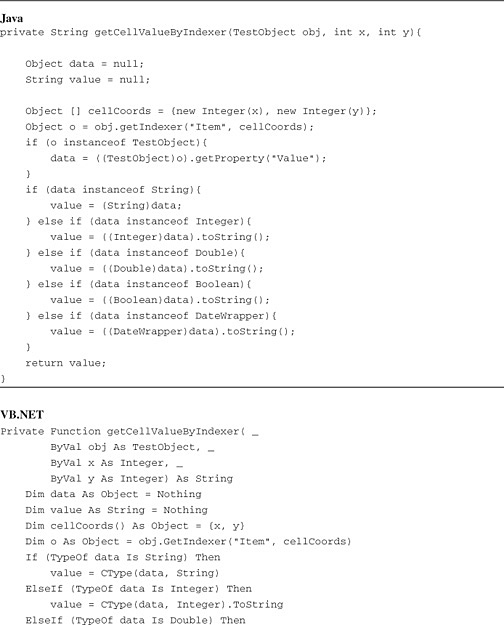 Java
private String getCellValueByIndexer(TestObject obj, int x, int y){
Object data = null;
String value = null;
Object [] cellCoords = {new Integer(x), new Integer(y)};
Object o = obj.getIndexer("Item", cellCoords);
if (o instanceof TestObject){
data = ((TestObject)o).getProperty("Value");
}
if (data instanceof String){
value = (String)data;
} else if (data instanceof Integer){
value = ((Integer)data).toString();
} else if (data instanceof Double){
value = ((Double)data).toString();
} else if (data instanceof Boolean){
value = ((Boolean)data).toString();
} else if (data instanceof DateWrapper){
value = ((DateWrapper)data).toString();
}
return value;
}
VB.NET
Private Function getCellValueByIndexer( _
ByVal obj As TestObject, _
ByVal x As Integer, _
ByVal y As Integer) As String
Dim data As Object = Nothing
Dim value As String = Nothing
Dim cellCoords() As Object = {x, y}
Dim o As Object = obj.GetIndexer("Item", cellCoords)
If (TypeOf data Is String) Then
value = CType(data, String)
ElseIf (TypeOf data Is Integer) Then
value = CType(data, Integer).ToString
ElseIf (TypeOf data Is Double) Then